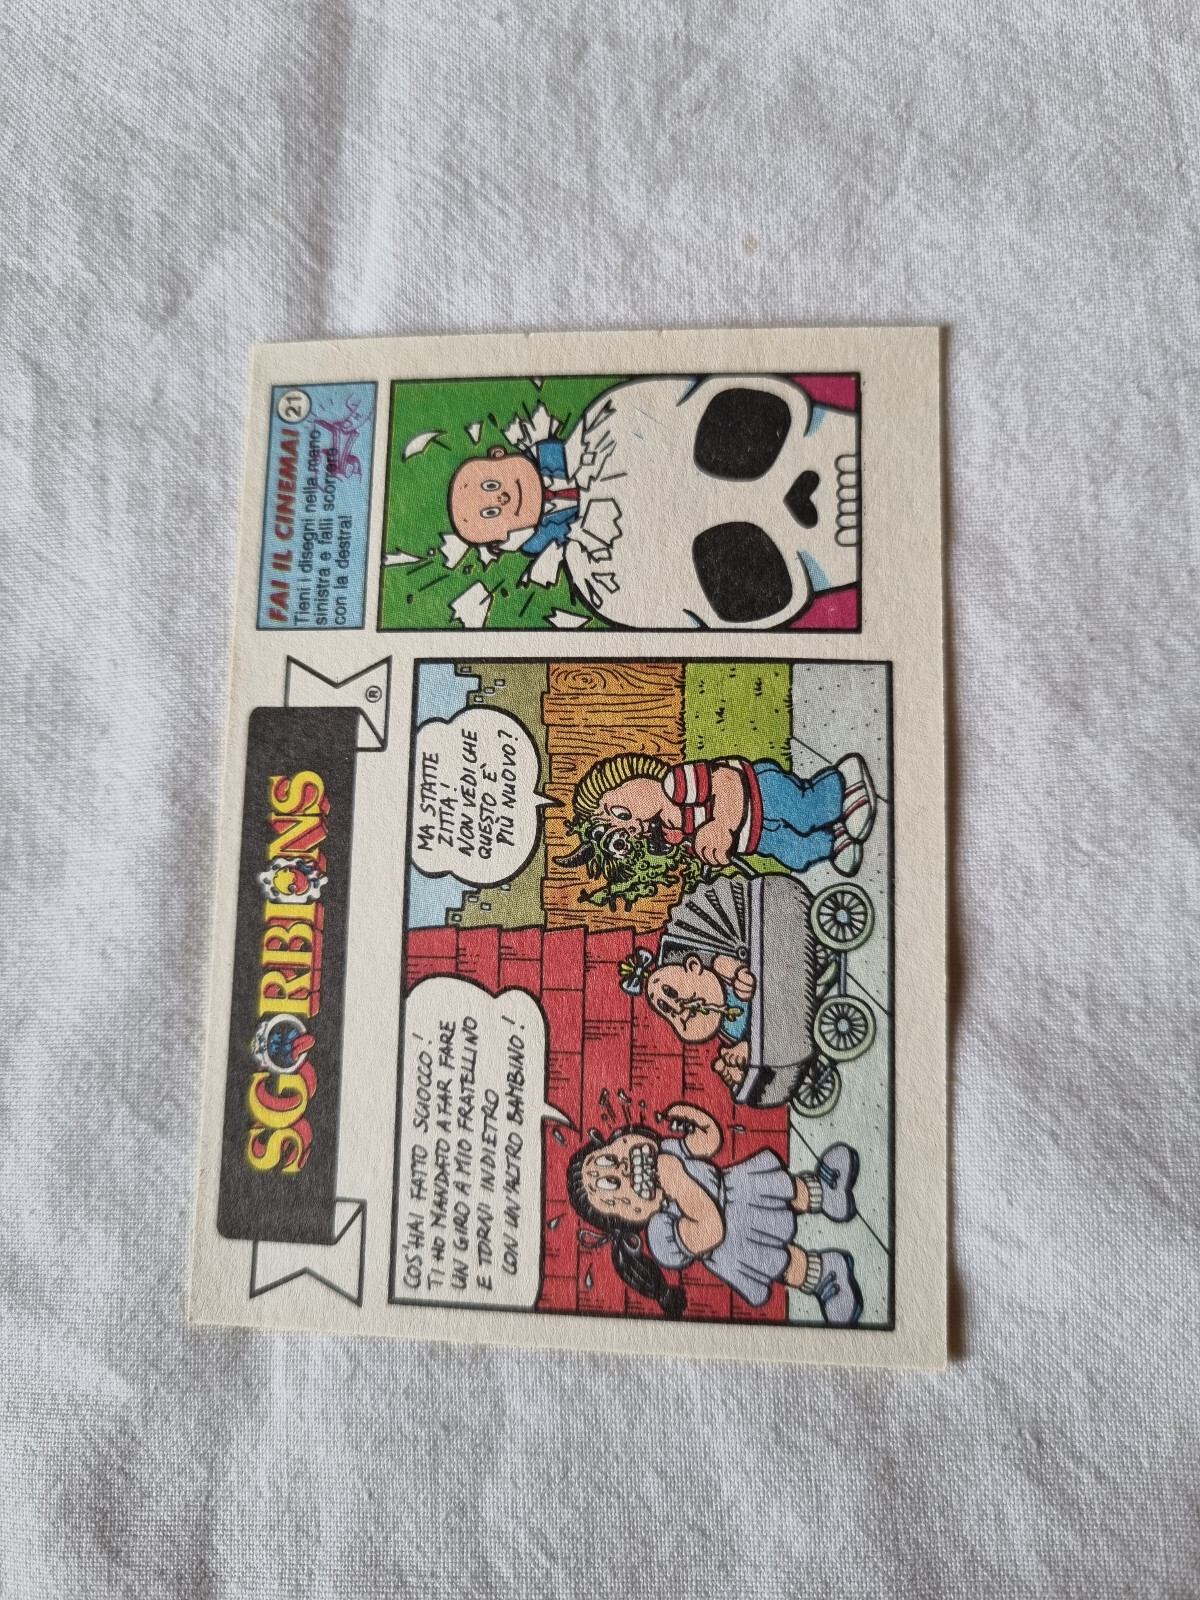 SGORBIONS
®
FAI IL CINEMA! 21
Tieni i disegni nella mano
sinistra e falli scorrere
con la destra!
COS'HAI FATTO SCIOCCO!
TI HO MANDATO A FAR FARE
UN GIRO A MIO FRATELLINO
E TORNI INDIETRO
CON UN'ALTRO BAMBINO!
MA STATTE
ZITTA!
NON VEDI CHE
QUESTO È
PIÙ NUOVO?